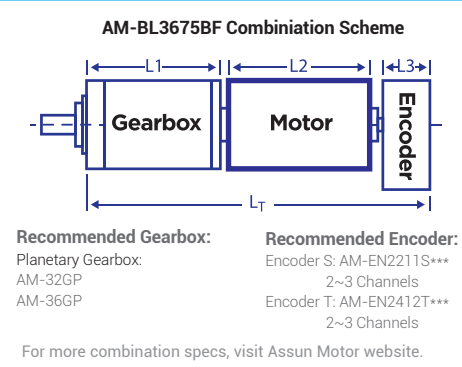 AM-BL3675BF Combiniation Scheme
L1
L2
L3
Gearbox
Motor
Encoder
LT
Recommended Gearbox:
Planetary Gearbox:
AM-32GP
AM-36GP
Recommended Encoder:
Encoder S: AM-EN2211S***
2~3 Channels
Encoder T: AM-EN2412T***
2~3 Channels
For more combination specs, visit Assun Motor website.